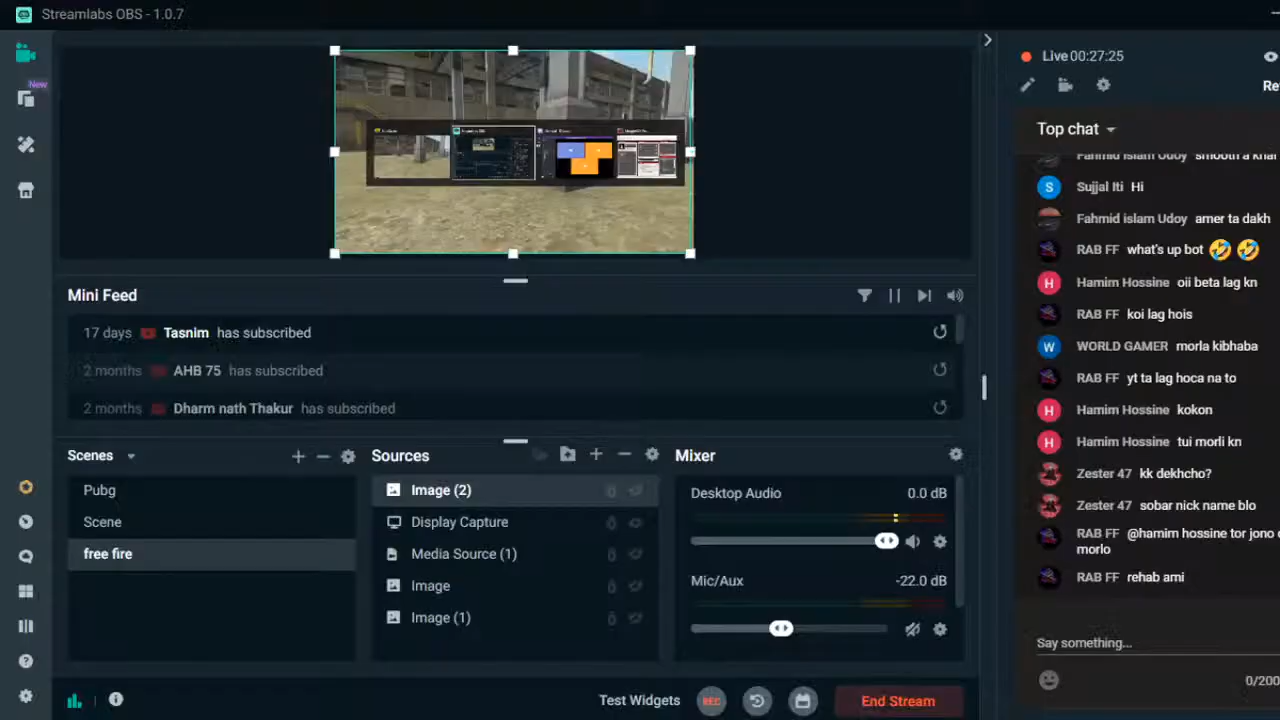 Streamlabs OBS - 1.0.7
New
Live 00:27:25
Top chat
Sujjal Iti Hi
Fahmid islam Udoy amer ta dakh
RAB FF what's up bot 🤣 🤣
Hamim Hossine oii beta lag kn
RAB FF koi lag hois
WORLD GAMER morla kibhaba
RAB FF yt ta lag hoca na to
Hamim Hossine kokon
Hamim Hossine tui morli kn
Zester 47 kk dekhcho?
Zester 47 sobar nick name blo
RAB FF @hamim hossine tor jono
morlo
RAB FF rehab ami
Say something...
0/200
Mini Feed
17 days Tasnim has subscribed
2 months AHB 75 has subscribed
2 months Dharm nath Thakur has subscribed
Scenes
Pubg
Scene
free fire
Sources
Image (2)
Display Capture
Media Source (1)
Image
Image (1)
Mixer
Desktop Audio 0.0 dB
Mic/Aux -22.0 dB
Test Widgets
REC
End Stream